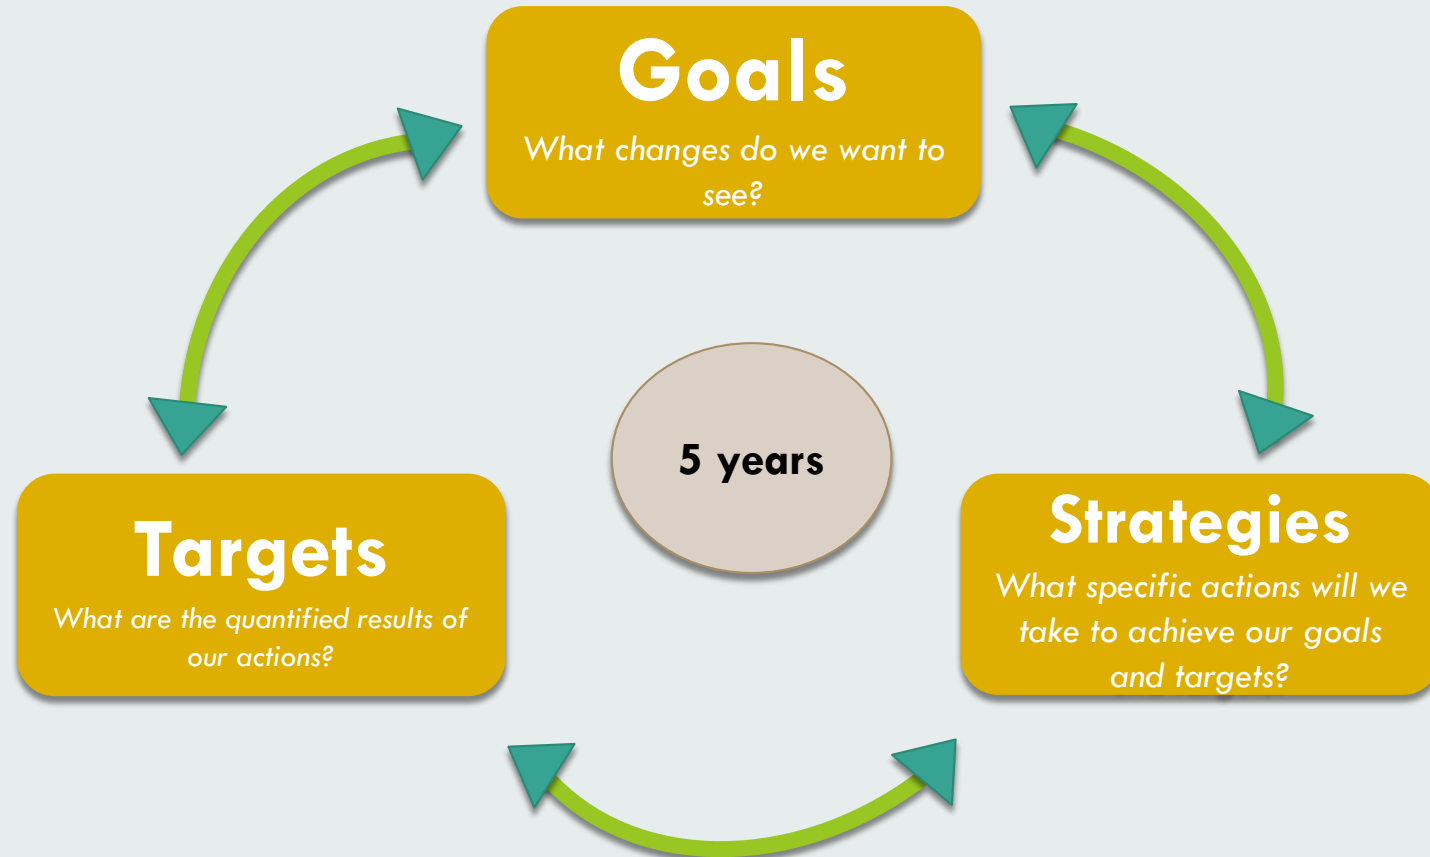 Goals
What changes do we want to
see?
5 years
Targets
What are the quantified results of
our actions?
Strategies
What specific actions will we
take to achieve our goals
and targets?